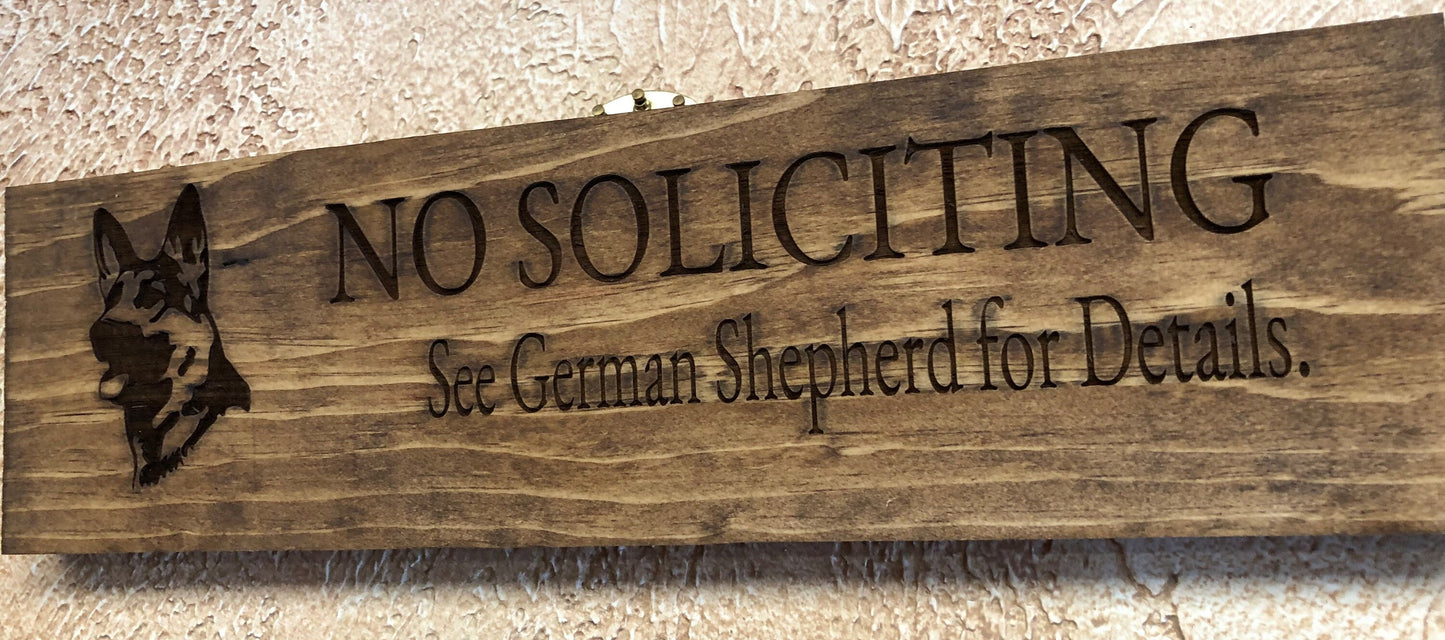 NO SOLICITING
See German Shepherd for Details.